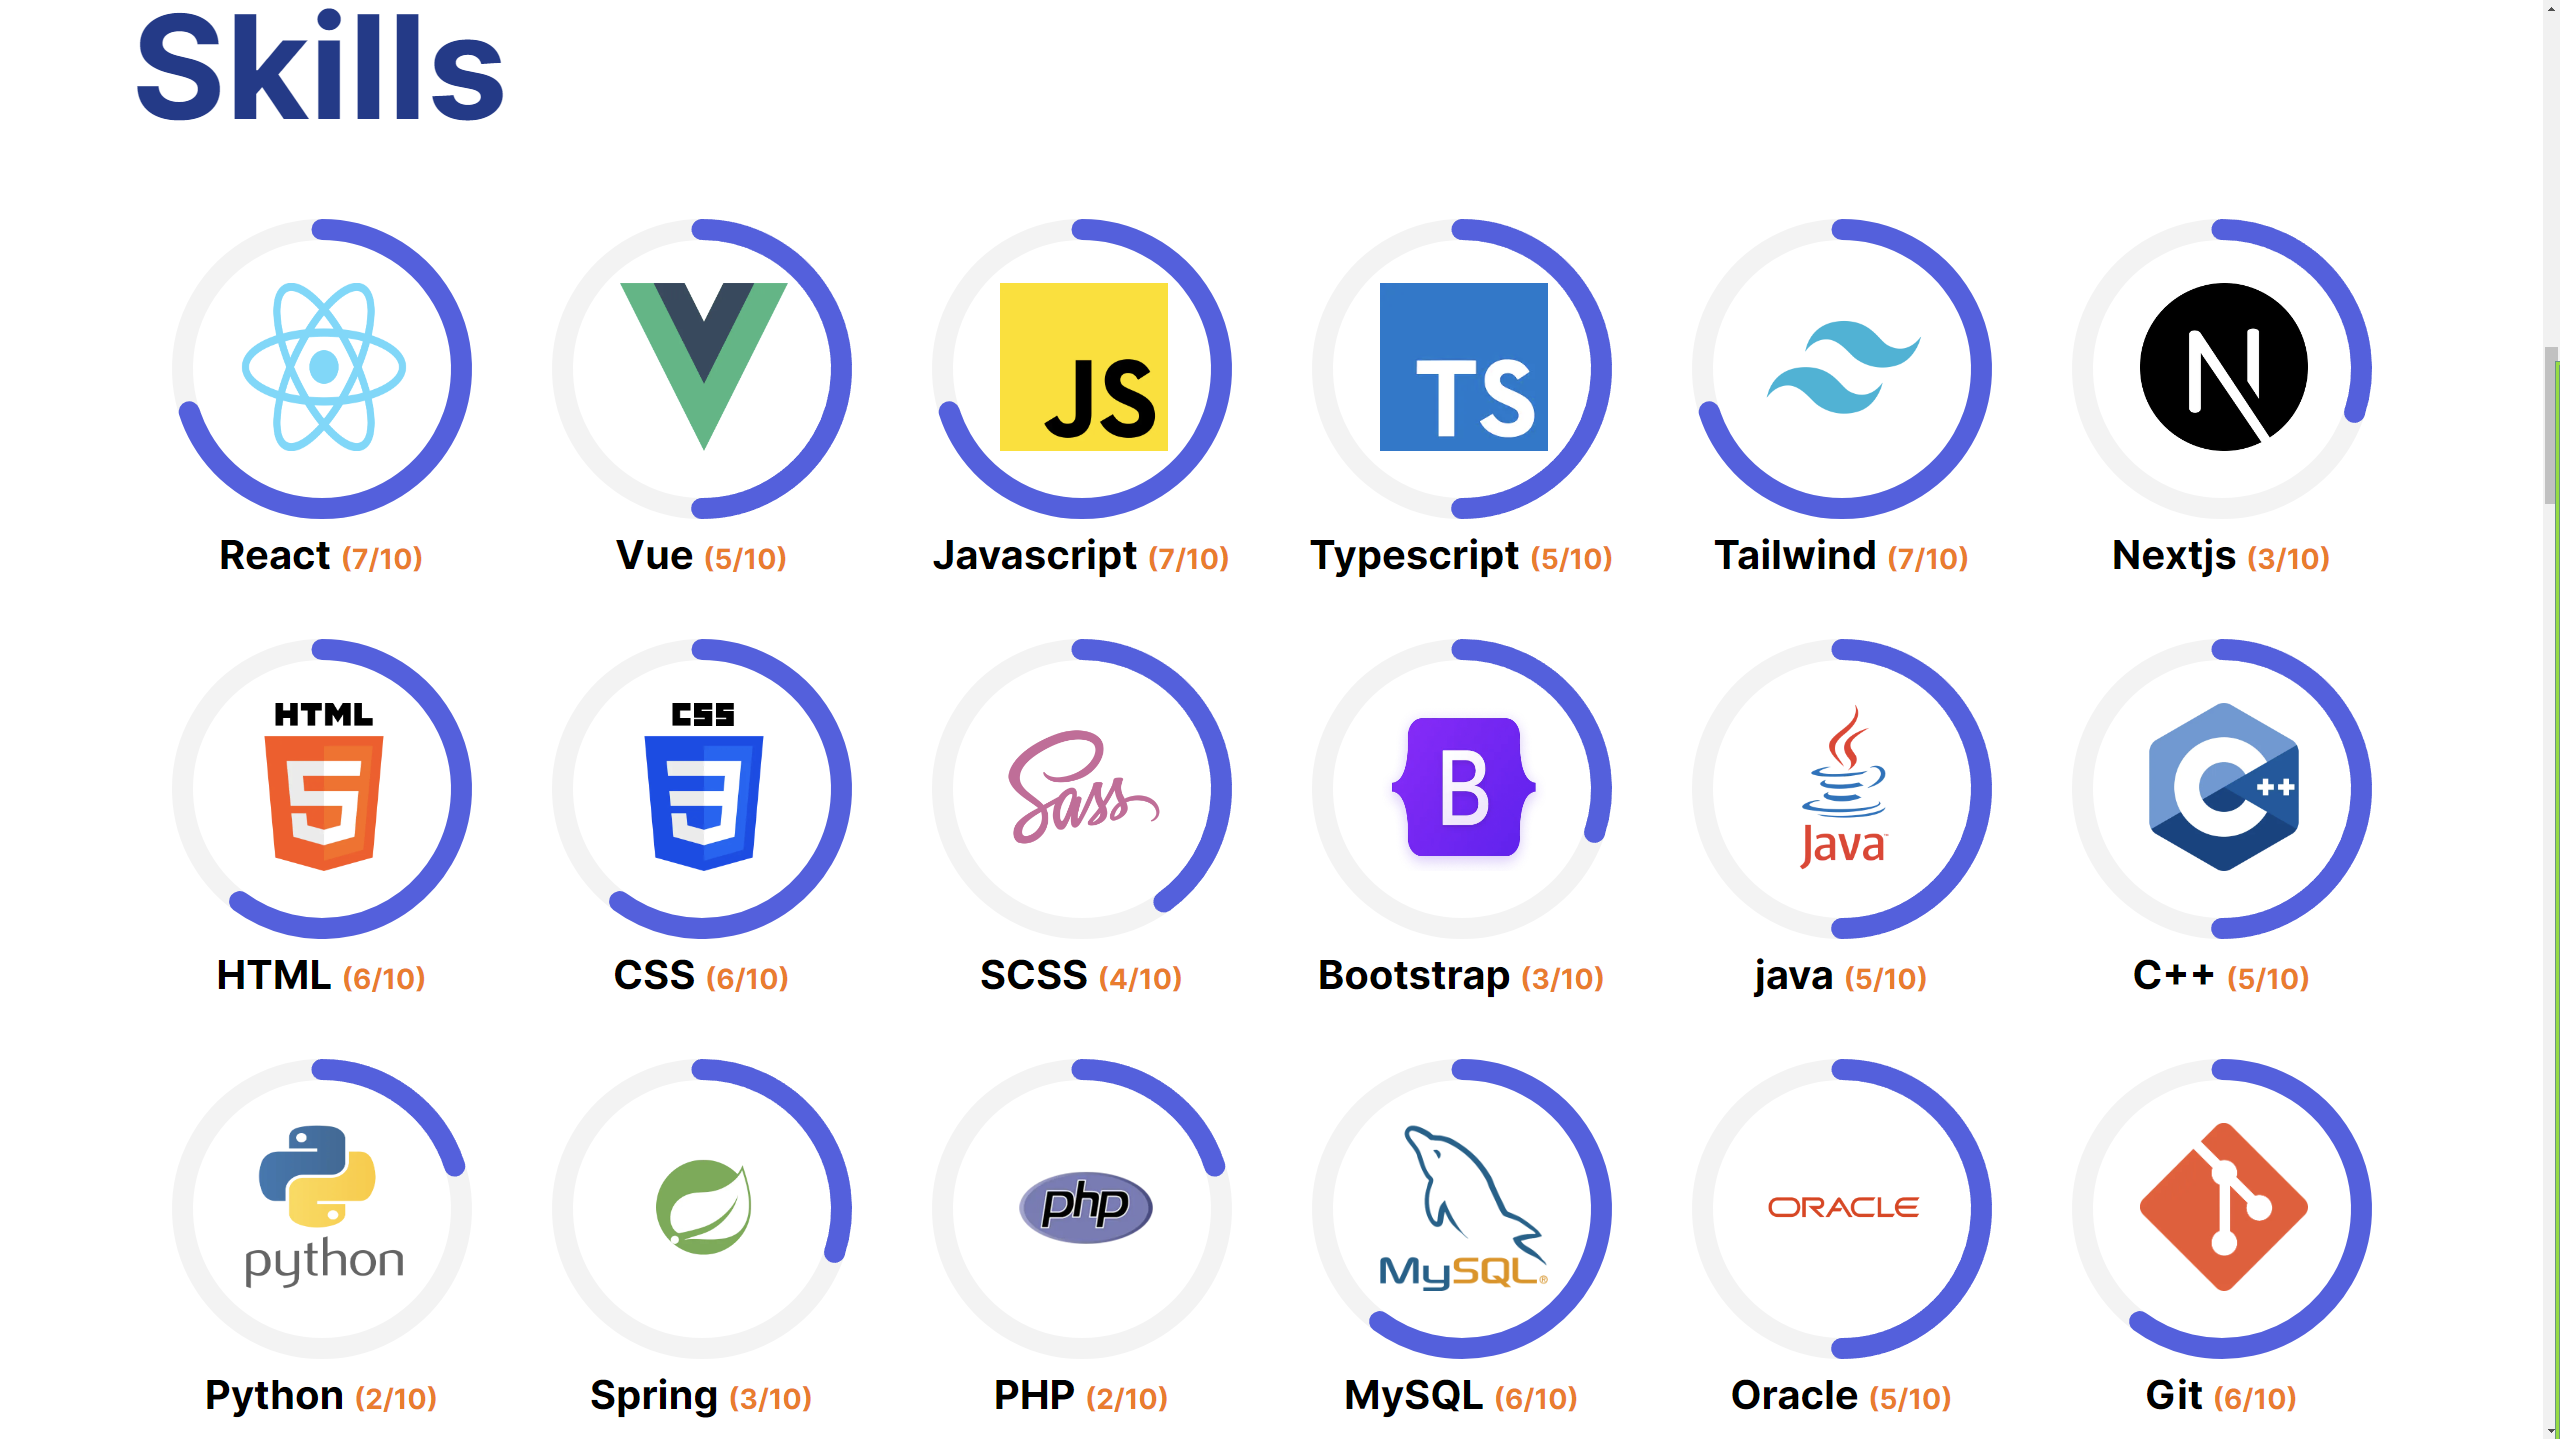 Skills
JS
TS
React (7/10)
Vue (5/10)
Javascript (7/10)
Typescript (5/10)
Tailwind (7/10)
Nextjs (3/10)
HTML
5
CSS
3
Sass
B
Java
C++
HTML (6/10)
CSS (6/10)
SCSS (4/10)
Bootstrap (3/10)
java (5/10)
C++ (5/10)
python
php
MySQL®
ORACLE
Python (2/10)
Spring (3/10)
PHP (2/10)
MySQL (6/10)
Oracle (5/10)
Git (6/10)